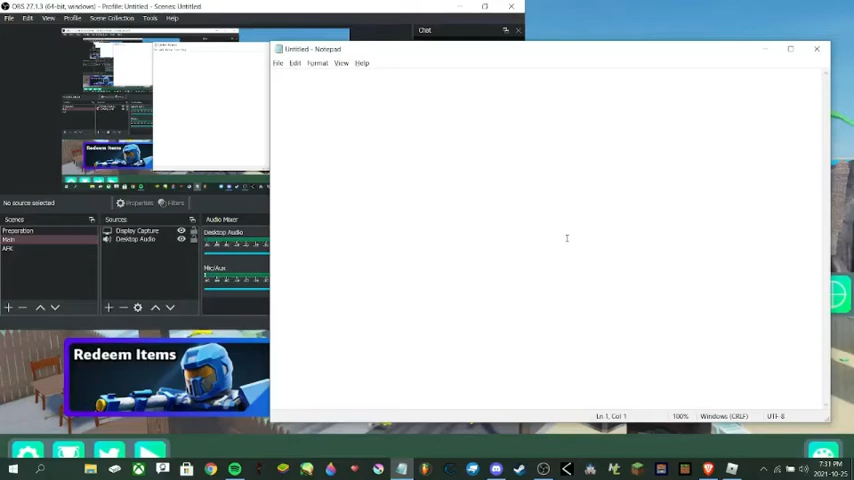 OBS 27.1.3 (64-bit, windows) - Profile: Untitled - Scenes: Untitled
File Edit View Profile Scene Collection Tools Help
Chat
Untitled - Notepad
File Edit Format View Help
No source selected
Properties Filters
Scenes
Sources
Audio Mixer
Preparation
Main
AFK
Display Capture
Desktop Audio
Desktop Audio
Mic/Aux
Redeem Items
Redeem Items
Ln 1, Col 1
100%
Windows (CRLF)
UTF-8
7:31 PM
2021-10-25